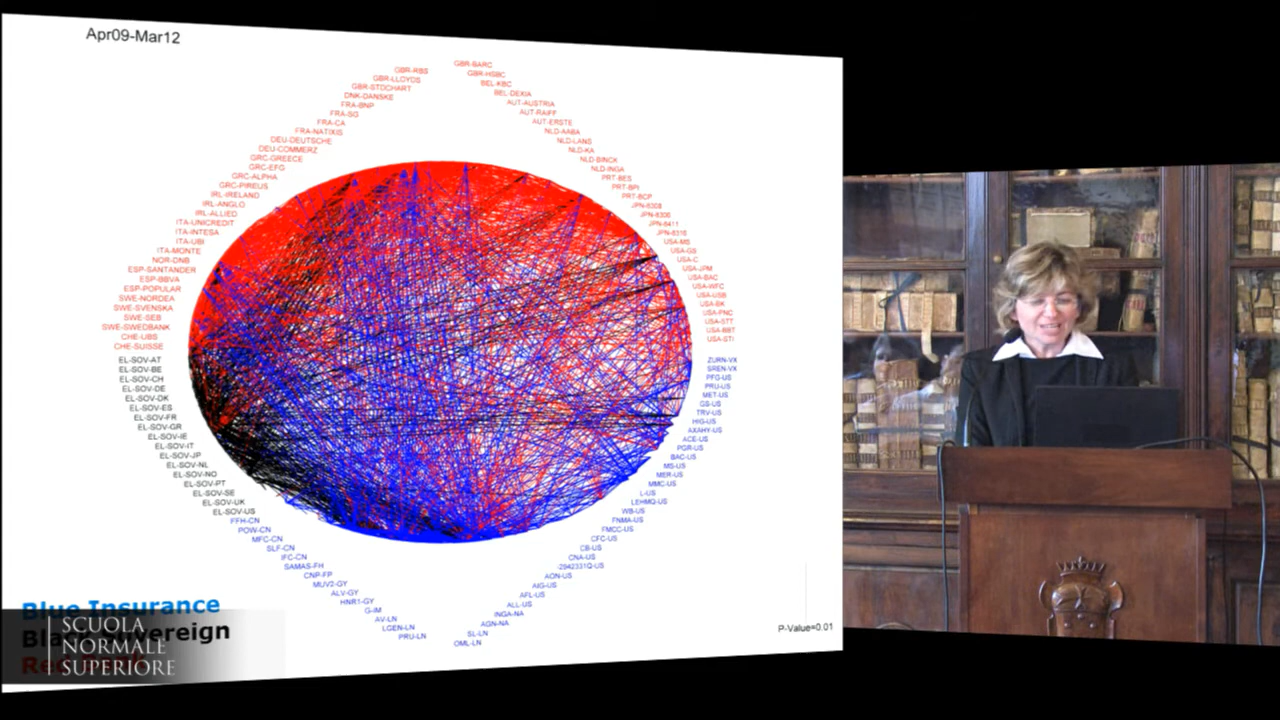 Apr09-Mar12
GBR-RBS
GBR-LLOYDS
GBR-STDCHART
DNK-DANSKE
FRA-BNP
FRA-SG
FRA-CA
FRA-NATIXIS
DEU-DEUTSCHE
DEU-COMMERZ
GRC-GREECE
GRC-EFG
GRC-ALPHA
GRC-PIREUS
IRL-IRELAND
IRL-ANGLO
IRL-ALLIED
ITA-UNICREDIT
ITA-INTESA
ITA-UBI
ITA-MONTE
NOR-DNB
ESP-SANTANDER
ESP-BBVA
ESP-POPULAR
SWE-NORDEA
SWE-SVENSKA
SWE-SEB
SWE-SWEDBANK
CHE-UBS
CHE-SUISSE
EL-SOV-AT
EL-SOV-BE
EL-SOV-CH
EL-SOV-DE
EL-SOV-DK
EL-SOV-ES
EL-SOV-FR
EL-SOV-GR
EL-SOV-IE
EL-SOV-IT
EL-SOV-JP
EL-SOV-NL
EL-SOV-NO
EL-SOV-PT
EL-SOV-SE
EL-SOV-UK
EL-SOV-US
FFH-CN
POW-CN
MFC-CN
SLF-CN
IFC-CN
SAMAS-FH
CNP-FP
MUV2-GY
ALV-GY
HNR1-GY
G-IM
AV-LN
LGEN-LN
PRU-LN
GBR-BARC
GBR-HSBC
BEL-KBC
BEL-DEXIA
AUT-AUSTRIA
AUT-RAIFF
AUT-ERSTE
NLD-AABA
NLD-LANS
NLD-KA
NLD-BINCK
NLD-INGA
PRT-BES
PRT-BPI
PRT-BCP
JPN-8411
JPN-8316
USA-MS
USA-GS
USA-C
USA-JPM
USA-BAC
USA-WFC
USA-USB
USA-BK
USA-PNC
USA-STT
USA-BBT
USA-STI
ZURN-VX
SREN-VX
PFG-US
PRU-US
MET-US
GS-US
TRV-US
HIG-US
AXAHY-US
ACE-US
PGR-US
BAC-US
MS-US
MER-US
MMC-US
L-US
LEHMQ-US
WB-US
FNMA-US
FMCC-US
CFC-US
CB-US
CNA-US
2942331Q-US
AON-US
AIG-US
AFL-US
ALL-US
INGA-NA
AGN-NA
SL-LN
OML-LN
P-Value=0.01
Blue Insurance
Black Sovereign
SCUOLA
NORMALE
SUPERIORE